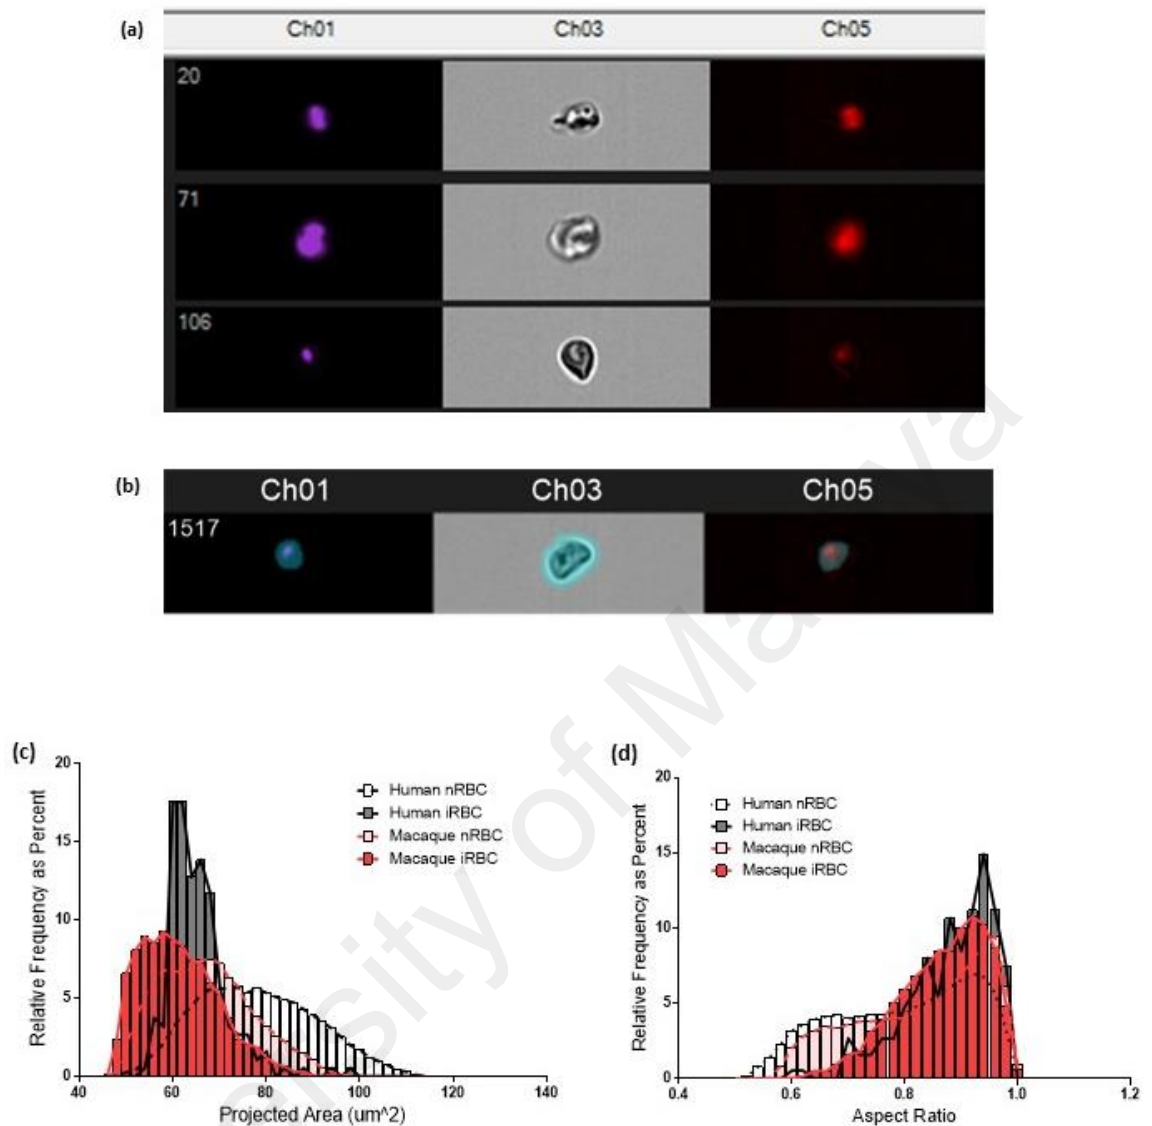 (a)
Ch01 Ch03 Ch05
20
71
106
(b)
Ch01 Ch03 Ch05
1517
(c)
Relative Frequency as Percent
20
15
10
5
0
40 60 80 100 120 140
Projected Area (um^2)
Human nRBC
Human iRBC
Macaque nRBC
Macaque iRBC
(d)
Relative Frequency as Percent
20
15
10
5
0
0.4 0.6 0.8 1.0 1.2
Aspect Ratio
Human nRBC
Human iRBC
Macaque nRBC
Macaque iRBC
ersity of Malaya